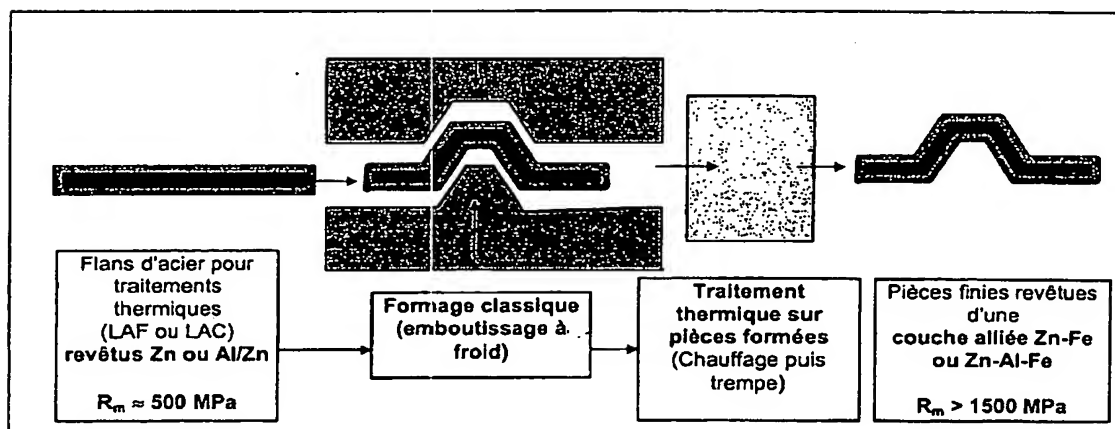 Flans d'acier pour
traitements
thermiques
(LAF ou LAC)
revêtus Zn ou Al/Zn
R_m ≈ 500 MPa
Formage classique
(emboutissage à
froid)
Traitement
thermique sur
pièces formées
(Chauffage puis
trempe)
Pièces finies revêtues
d'une
couche alliée Zn-Fe
ou Zn-Al-Fe
R_m > 1500 MPa